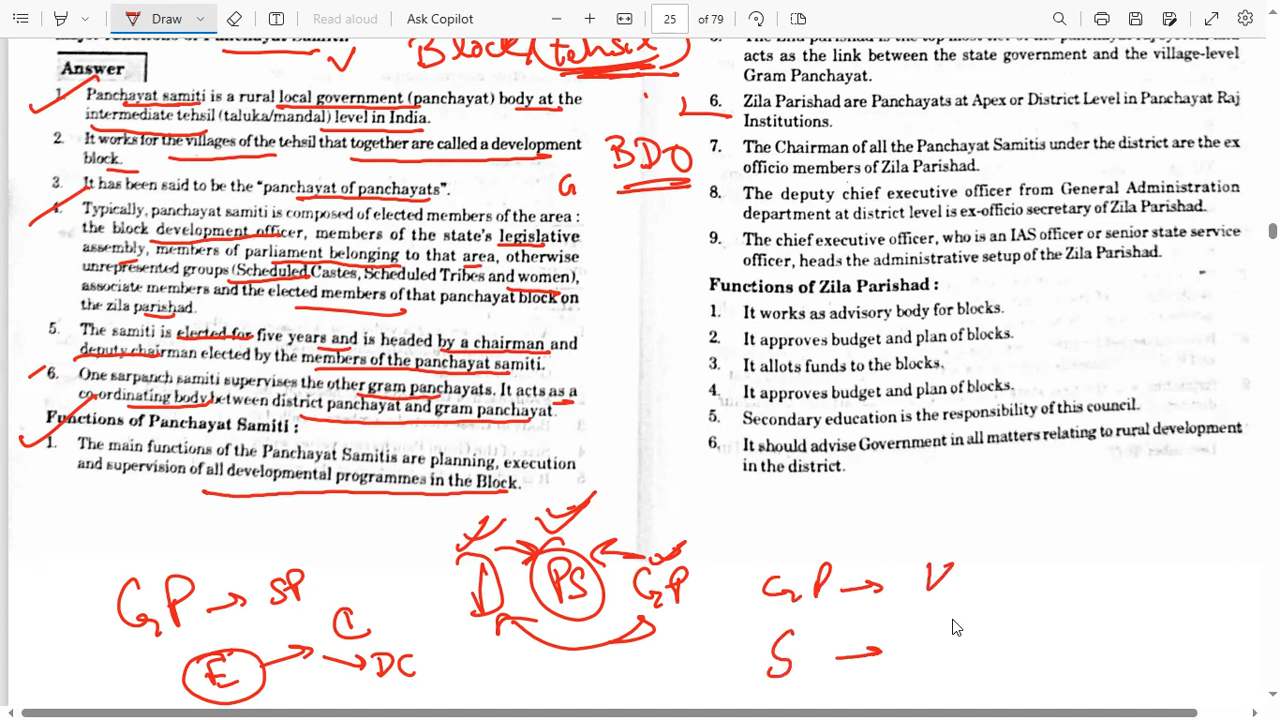 Draw
Read aloud
Ask Copilot
25
of 79
Answer
Block (tehsil)
1. Panchayat samiti is a rural local government (panchayat) body at the
intermediate tehsil (taluka/mandal) level in India.
2. It works for the villages of the tehsil that together are called a development
block.
BDO
3. It has been said to be the "panchayat of panchayats".
G
4. Typically, panchayat samiti is composed of elected members of the area :
the block development officer, members of the state's legislative
assembly, members of parliament belonging to that area, otherwise
unrepresented groups (Scheduled Castes, Scheduled Tribes and women),
associate members and the elected members of that panchayat block on
the zila parishad.
5. The samiti is elected for five years and is headed by a chairman and
deputy chairman elected by the members of the panchayat samiti.
6. One sarpanch samiti supervises the other gram panchayats. It acts as a
co-ordinating body between district panchayat and gram panchayat.
Functions of Panchayat Samiti :
1. The main functions of the Panchayat Samitis are planning, execution
and supervision of all developmental programmes in the Block.
GP → SP
E → C
→ DC
D PS GP
acts as the link between the state government and the village-level
Gram Panchayat.
6. Zila Parishad are Panchayats at Apex or District Level in Panchayat Raj
Institutions.
7. The Chairman of all the Panchayat Samitis under the district are the ex
officio members of Zila Parishad.
8. The deputy chief executive officer from General Administration
department at district level is ex-officio secretary of Zila Parishad.
9. The chief executive officer, who is an IAS officer or senior state service
officer, heads the administrative setup of the Zila Parishad.
Functions of Zila Parishad :
1. It works as advisory body for blocks.
2. It approves budget and plan of blocks.
3. It allots funds to the blocks.
4. It approves budget and plan of blocks.
5. Secondary education is the responsibility of this council.
6. It should advise Government in all matters relating to rural development
in the district.
GP → V
S →